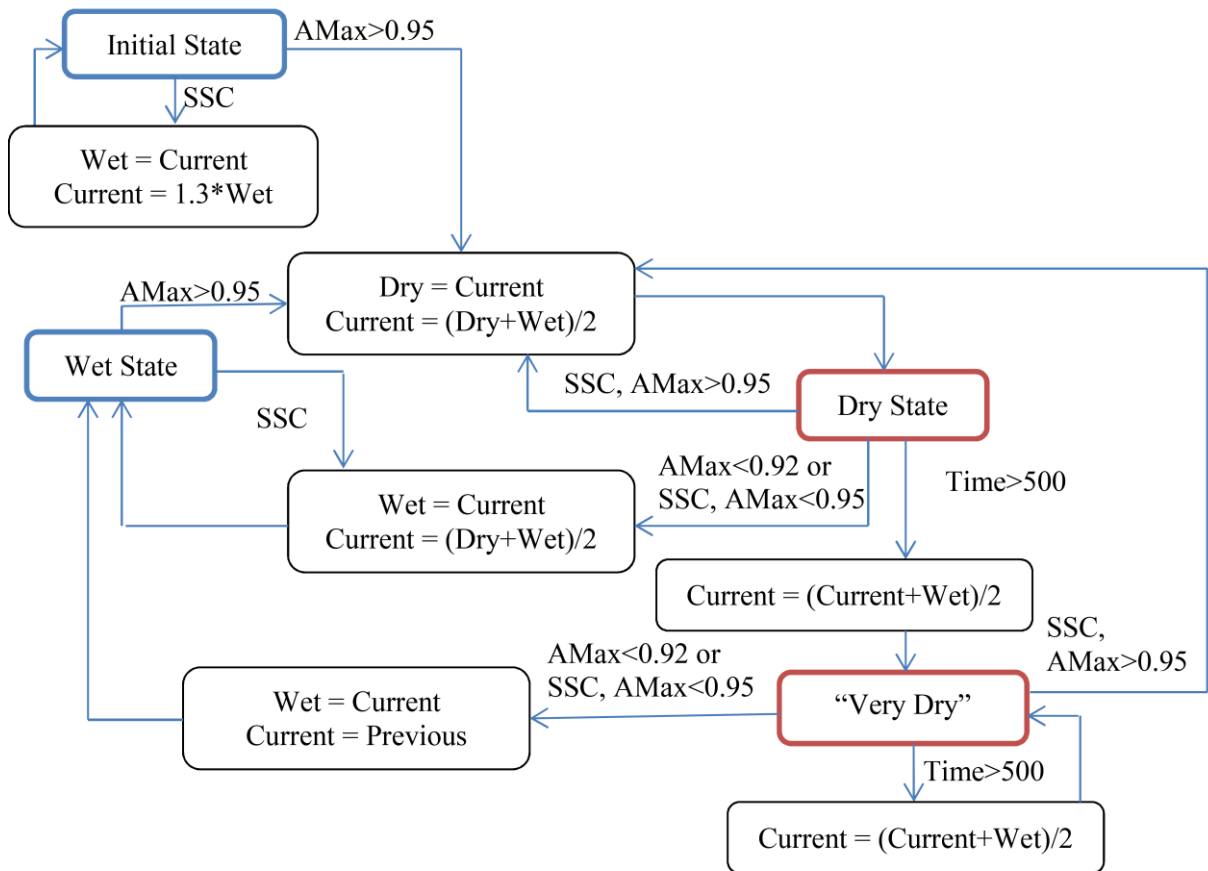 Initial State
AMax>0.95
SSC
Wet = Current
Current = 1.3*Wet
AMax>0.95
Dry = Current
Current = (Dry+Wet)/2
Wet State
SSC, AMax>0.95
Dry State
SSC
AMax<0.92 or
SSC, AMax<0.95
Time>500
Wet = Current
Current = (Dry+Wet)/2
Current = (Current+Wet)/2
SSC,
AMax>0.95
AMax<0.92 or
SSC, AMax<0.95
Wet = Current
Current = Previous
“Very Dry”
Time>500
Current = (Current+Wet)/2